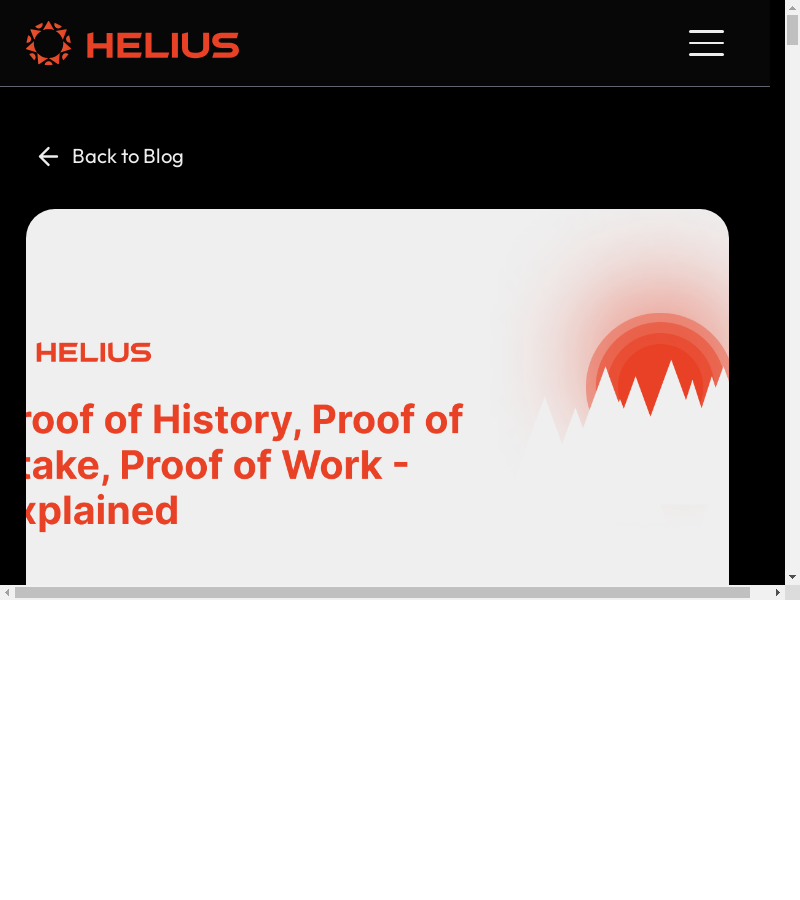 HELIUS
Back to Blog
HELIUS
roof of History, Proof of
take, Proof of Work -
xplained